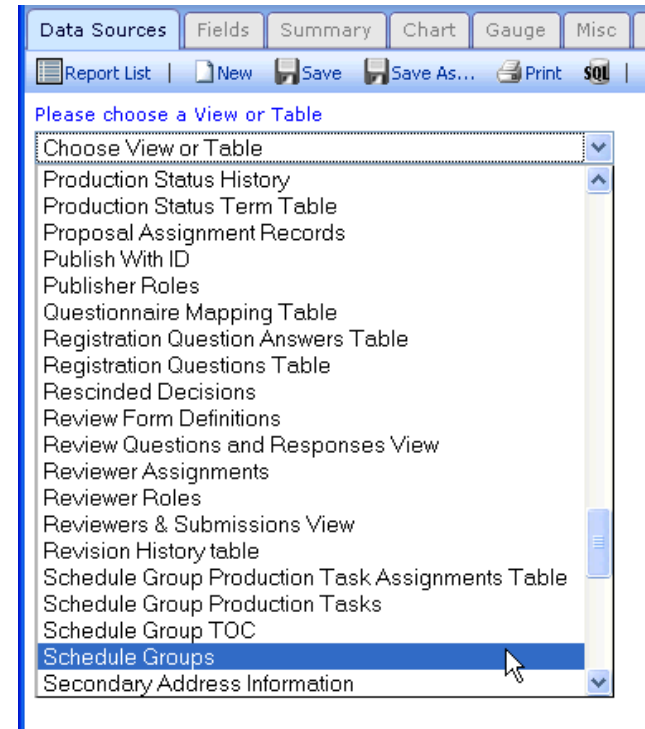 Data Sources Fields Summary Chart Gauge Misc
Report List | New Save Save As... Print SQL |
Please choose a View or Table
Choose View or Table
Production Status History
Production Status Term Table
Proposal Assignment Records
Publish With ID
Publisher Roles
Questionnaire Mapping Table
Registration Question Answers Table
Registration Questions Table
Rescinded Decisions
Review Form Definitions
Review Questions and Responses View
Reviewer Assignments
Reviewer Roles
Reviewers & Submissions View
Revision History table
Schedule Group Production Task Assignments Table
Schedule Group Production Tasks
Schedule Group TOC
Schedule Groups
Secondary Address Information